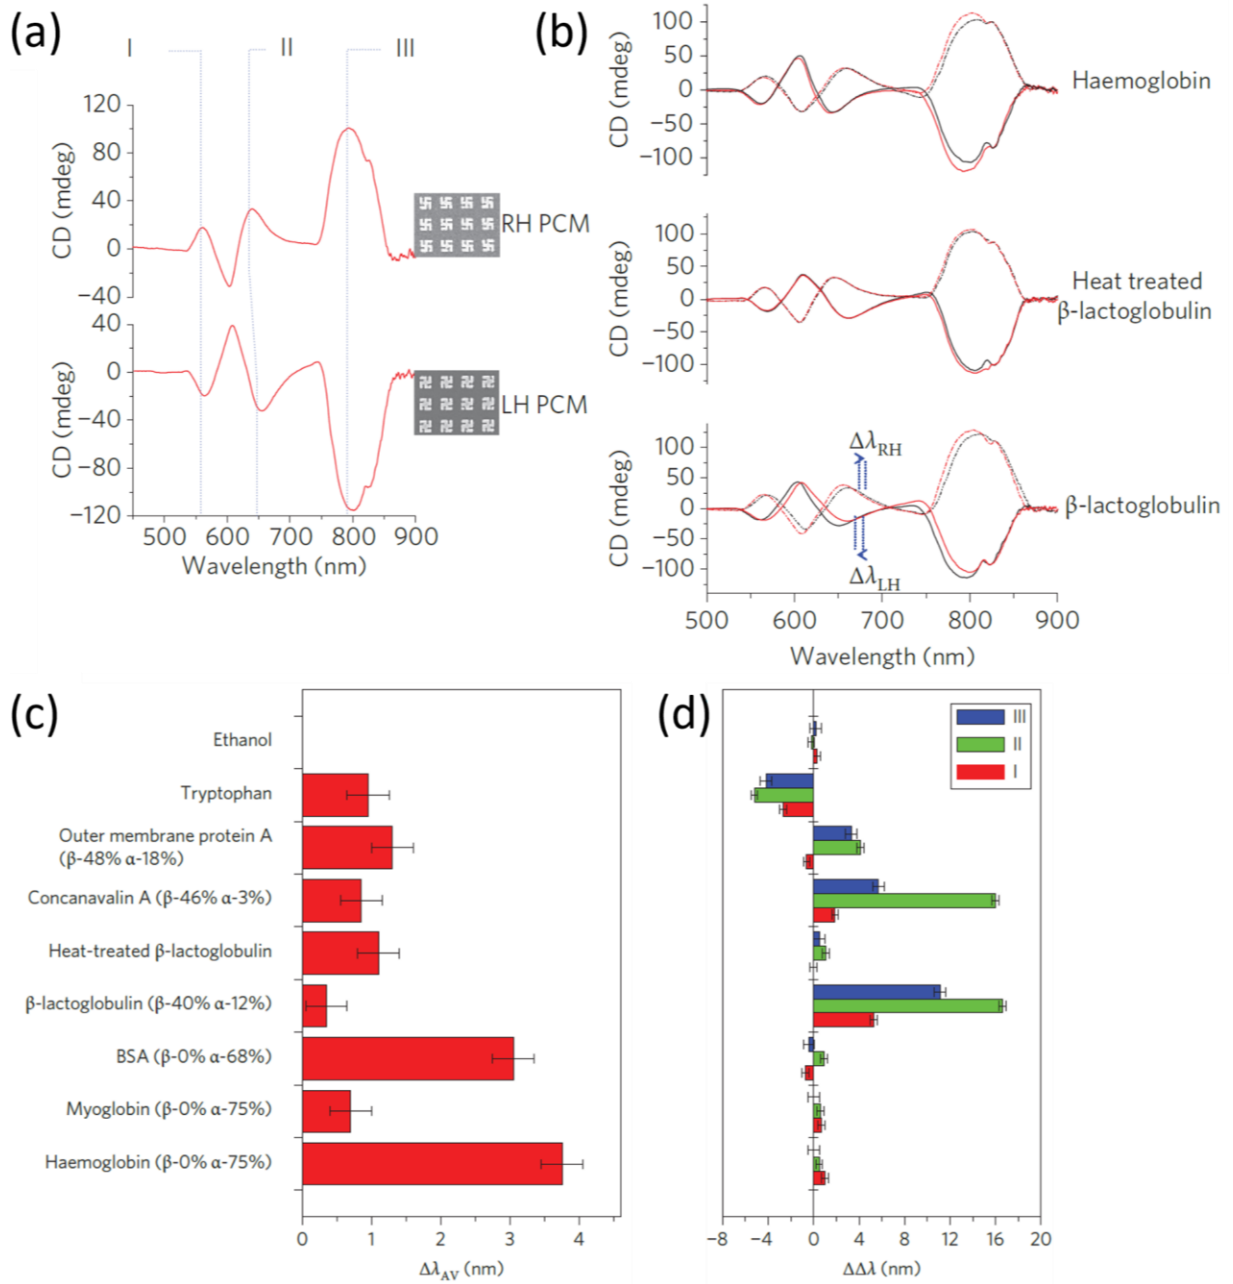 (a)
I
II
III
120
80
40
0
−40
CD (mdeg)
RH PCM
40
0
−40
−80
−120
CD (mdeg)
LH PCM
500 600 700 800 900
Wavelength (nm)
(b)
100
50
0
−50
−100
CD (mdeg)
Haemoglobin
100
50
0
−50
−100
CD (mdeg)
Heat treated
β-lactoglobulin
100
50
0
−50
−100
CD (mdeg)
ΔλRH
ΔλLH
β-lactoglobulin
500 600 700 800 900
Wavelength (nm)
(c)
Ethanol
Tryptophan
Outer membrane protein A
(β-48% α-18%)
Concanavalin A (β-46% α-3%)
Heat-treated β-lactoglobulin
β-lactoglobulin (β-40% α-12%)
BSA (β-0% α-68%)
Myoglobin (β-0% α-75%)
Haemoglobin (β-0% α-75%)
0 1 2 3 4
ΔλAV (nm)
(d)
III
II
I
−8 −4 0 4 8 12 16 20
ΔΔλ (nm)